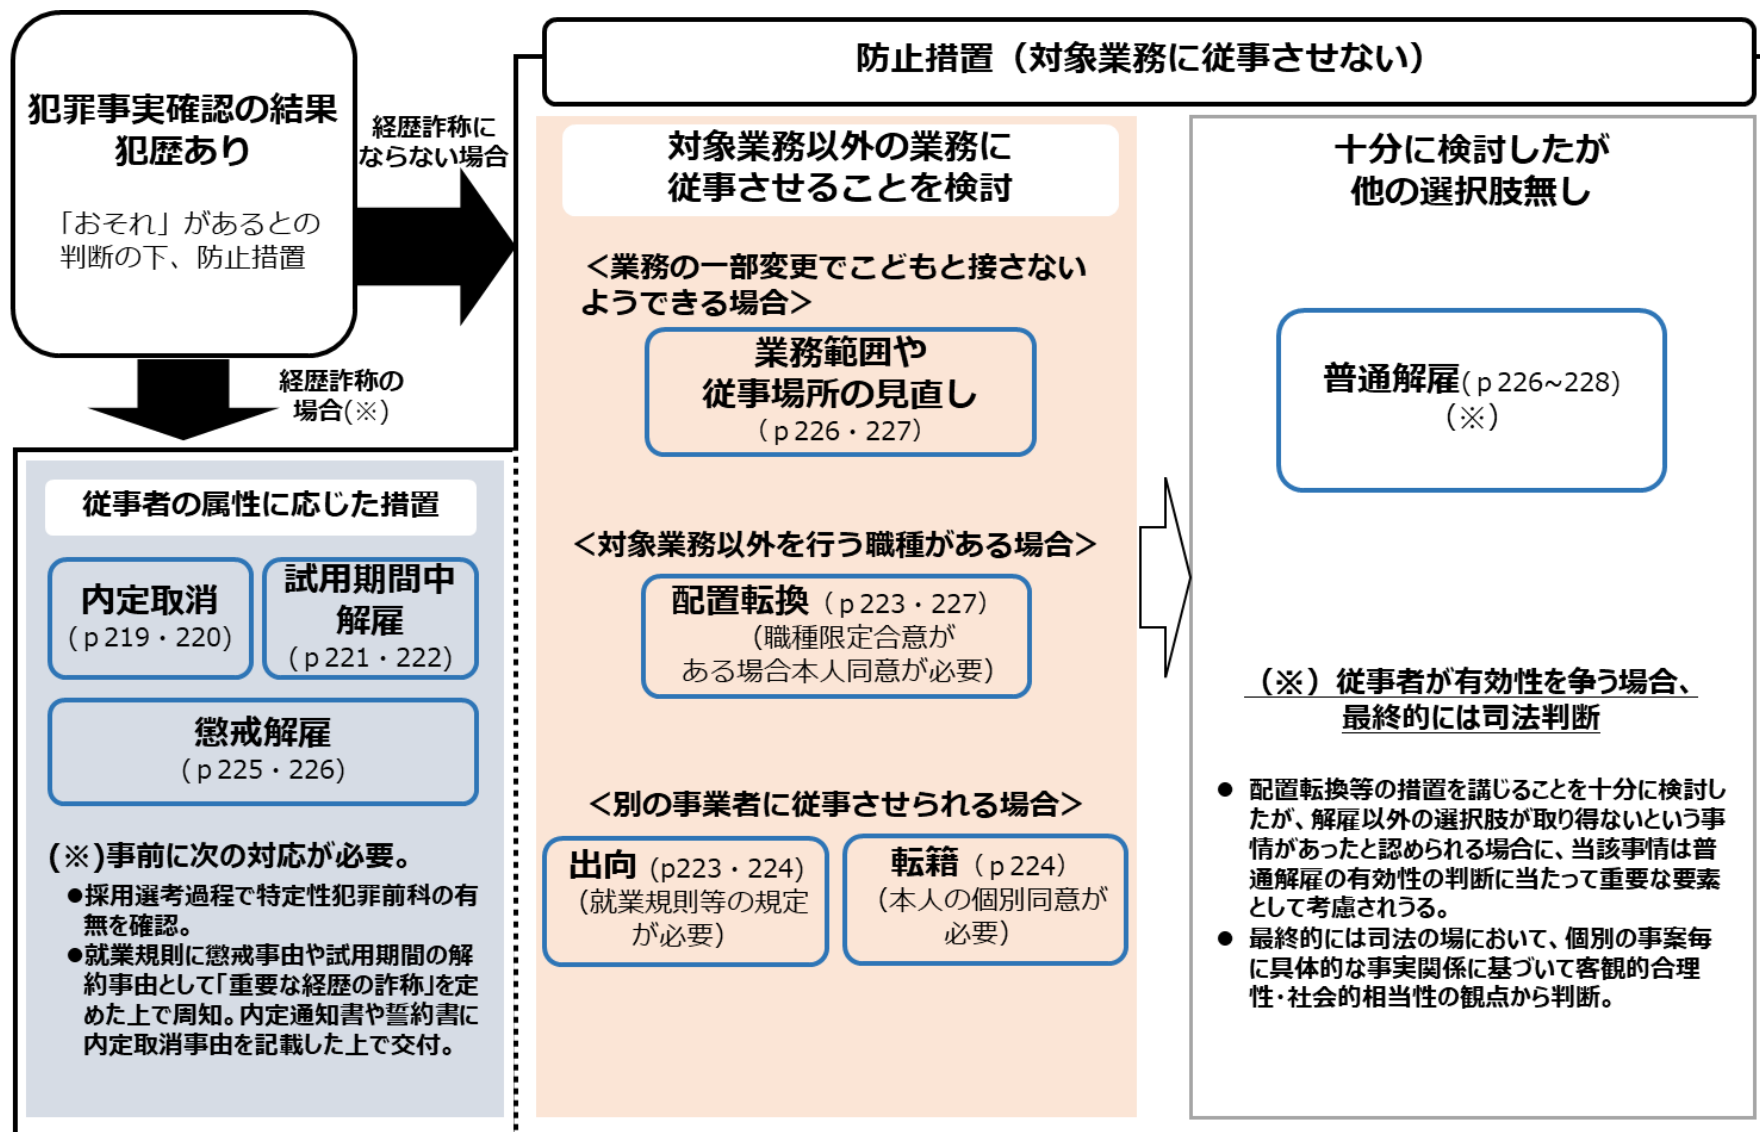 犯罪事実確認の結果
犯歴あり
「おそれ」があるとの
判断の下、防止措置
経歴詐称に
ならない場合
経歴詐称の
場合(※)
従事者の属性に応じた措置
内定取消
(ｐ219・220)
試用期間中
解雇
(ｐ221・222)
懲戒解雇
(ｐ225・226)
(※)事前に次の対応が必要。
●採用選考過程で特定性犯罪前科の有
無を確認。
●就業規則に懲戒事由や試用期間の解
約事由として「重要な経歴の詐称」を定
めた上で周知。内定通知書や誓約書に
内定取消事由を記載した上で交付。
防止措置（対象業務に従事させない）
対象業務以外の業務に
従事させることを検討
＜業務の一部変更でこどもと接さない
ようできる場合＞
業務範囲や
従事場所の見直し
（ｐ226・227）
＜対象業務以外を行う職種がある場合＞
配置転換（ｐ223・227）
（職種限定合意が
ある場合本人同意が必要）
＜別の事業者に従事させられる場合＞
出向 (p223・224)
（就業規則等の規定
が必要）
転籍（ｐ224）
（本人の個別同意が
必要）
十分に検討したが
他の選択肢無し
普通解雇(ｐ226~228)
（※）
（※）従事者が有効性を争う場合、
最終的には司法判断
● 配置転換等の措置を講じることを十分に検討し
たが、解雇以外の選択肢が取り得ないという事
情があったと認められる場合に、当該事情は普
通解雇の有効性の判断に当たって重要な要素
として考慮されうる。
● 最終的には司法の場において、個別の事案毎
に具体的な事実関係に基づいて客観的合理
性・社会的相当性の観点から判断。